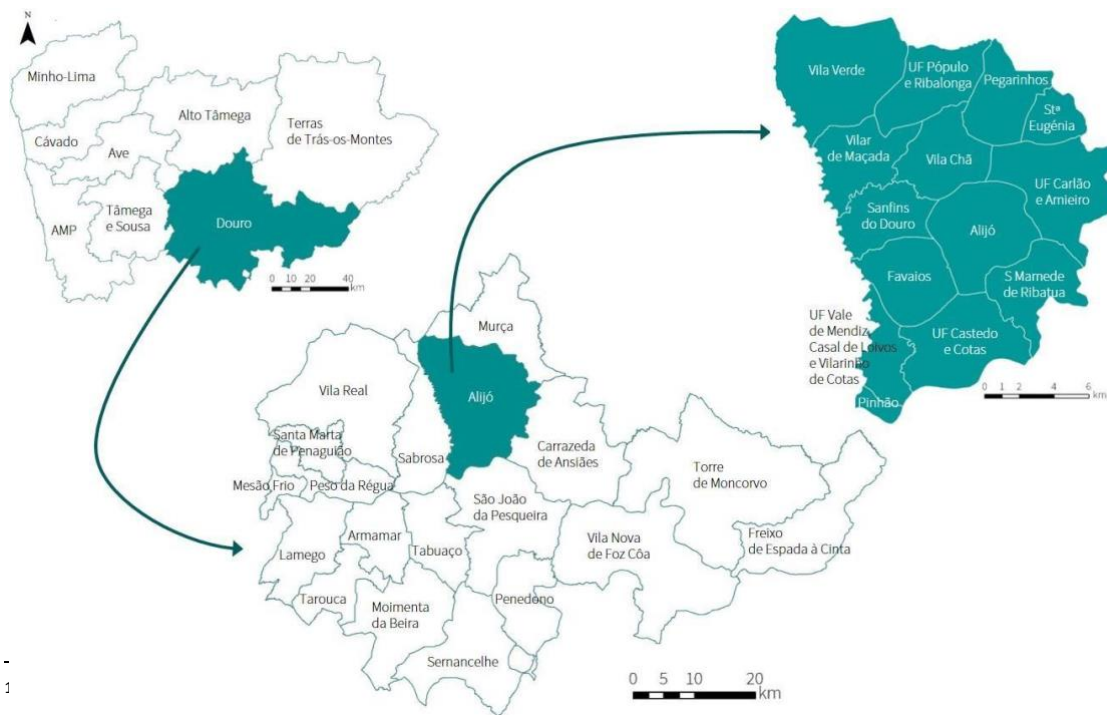 N
Minho-Lima
Alto Tâmega
Terras
de Trás-os-Montes
Cávado
Ave
Tâmega
e Sousa
AMP
Douro
0 10 20 40
km
Vila Verde
UF Pópulo
e Ribalonga
Pegarinhos
Stª
Eugénia
Vilar
de Maçada
Vila Chã
UF Carlão
e Amieiro
Sanfins
do Douro
Alijó
Favaios
S Mamede
de Ribatua
UF Vale
de Mendiz
Casal de Loivos
e Vilarinho
de Cotas
UF Castedo
e Cotas
Pinhão
0 1 2 4 6
km
Murça
Vila Real
Alijó
Santa Marta
de Penaguião
Sabrosa
Carrazeda
de Ansiães
Mesão Frio
Peso da Régua
Torre
de Moncorvo
São João
da Pesqueira
Lamego
Armamar
Tabuaço
Vila Nova
de Foz Côa
Freixo
de Espada à Cinta
Tarouca
Moimenta
da Beira
Penedono
Sernancelhe
0 5 10 20
km